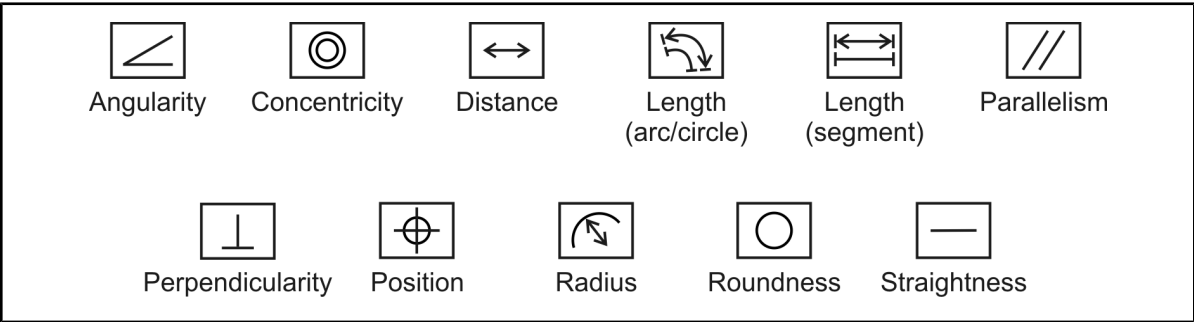 Angularity Concentricity Distance Length Length Parallelism
(arc/circle) (segment)
Perpendicularity Position Radius Roundness Straightness